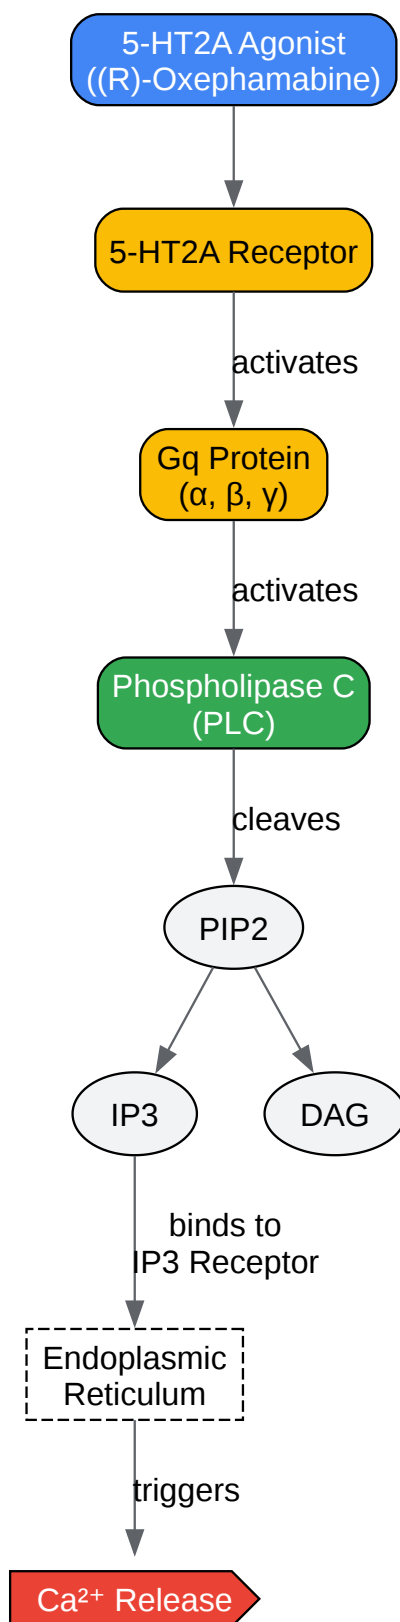 5-HT2A Agonist
((R)-Oxephamabine)
5-HT2A Receptor
activates
Gq Protein
(α, β, γ)
activates
Phospholipase C
(PLC)
cleaves
PIP2
IP3
DAG
binds to
IP3 Receptor
Endoplasmic
Reticulum
triggers
Ca²⁺ Release